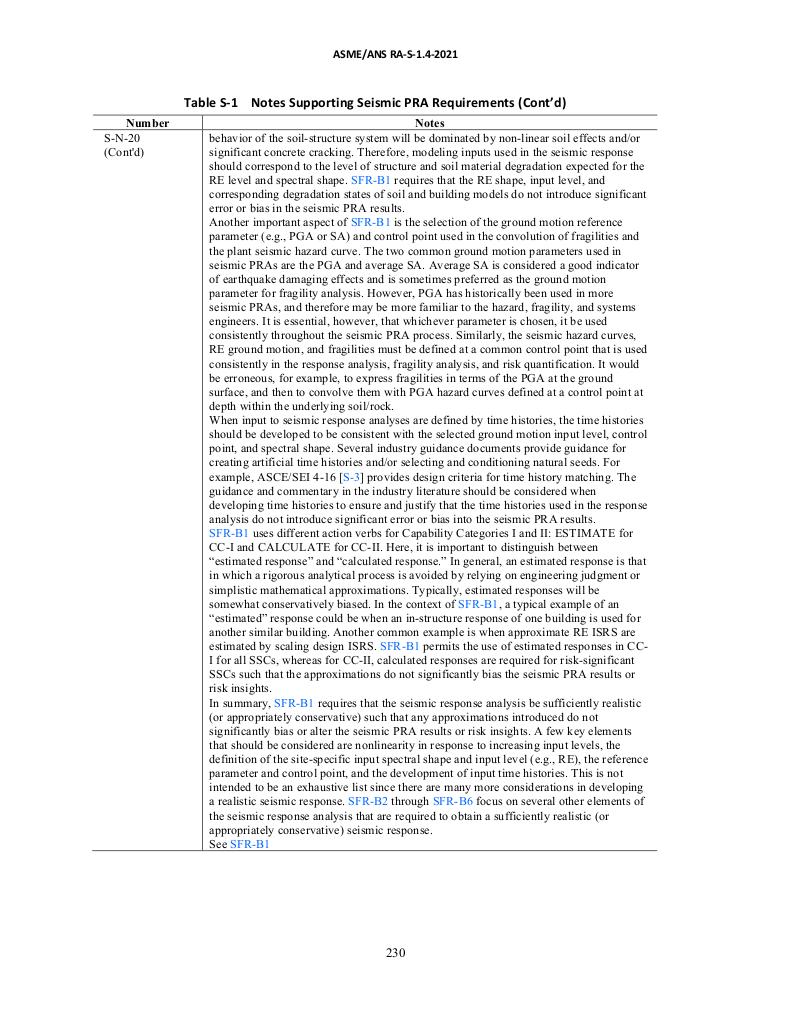 ASME/ANS RA-S-1.4-2021
Table S-1 Notes Supporting Seismic PRA Requirements (Cont'd)
Number Notes
S-N-20
(Cont'd)
behavior of the soil-structure system will be dominated by non-linear soil effects and/or
significant concrete cracking. Therefore, modeling inputs used in the seismic response
should correspond to the level of structure and soil material degradation expected for the
RE level and spectral shape. SFR-B1 requires that the RE shape, input level, and
corresponding degradation states of soil and building models do not introduce significant
error or bias in the seismic PRA results.
Another important aspect of SFR-B1 is the selection of the ground motion reference
parameter (e.g., PGA or SA) and control point used in the convolution of fragilities and
the plant seismic hazard curve. The two common ground motion parameters used in
seismic PRAs are the PGA and average SA. Average SA is considered a good indicator
of earthquake damaging effects and is sometimes preferred as the ground motion
parameter for fragility analysis. However, PGA has historically been used in more
seismic PRAs, and therefore may be more familiar to the hazard, fragility, and systems
engineers. It is essential, however, that whichever parameter is chosen, it be used
consistently throughout the seismic PRA process. Similarly, the seismic hazard curves,
RE ground motion, and fragilities must be defined at a common control point that is used
consistently in the response analysis, fragility analysis, and risk quantification. It would
be erroneous, for example, to express fragilities in terms of the PGA at the ground
surface, and then to convolve them with PGA hazard curves defined at a control point at
depth within the underlying soil/rock.
When input to seismic response analyses are defined by time histories, the time histories
should be developed to be consistent with the selected ground motion input level, control
point, and spectral shape. Several industry guidance documents provide guidance for
creating artificial time histories and/or selecting and conditioning natural seeds. For
example, ASCE/SEI 4-16 [S-3] provides design criteria for time history matching. The
guidance and commentary in the industry literature should be considered when
developing time histories to ensure and justify that the time histories used in the response
analysis do not introduce significant error or bias into the seismic PRA results.
SFR-B1 uses different action verbs for Capability Categories I and II: ESTIMATE for
CC-I and CALCULATE for CC-II. Here, it is important to distinguish between
“estimated response” and “calculated response.” In general, an estimated response is that
in which a rigorous analytical process is avoided by relying on engineering judgment or
simplistic mathematical approximations. Typically, estimated responses will be
somewhat conservatively biased. In the context of SFR-B1, a typical example of an
“estimated” response could be when an in-structure response of one building is used for
another similar building. Another common example is when approximate RE ISRS are
estimated by scaling design ISRS. SFR-B1 permits the use of estimated responses in CC-
I for all SSCs, whereas for CC-II, calculated responses are required for risk-significant
SSCs such that the approximations do not significantly bias the seismic PRA results or
risk insights.
In summary, SFR-B1 requires that the seismic response analysis be sufficiently realistic
(or appropriately conservative) such that any approximations introduced do not
significantly bias or alter the seismic PRA results or risk insights. A few key elements
that should be considered are nonlinearity in response to increasing input levels, the
definition of the site-specific input spectral shape and input level (e.g., RE), the reference
parameter and control point, and the development of input time histories. This is not
intended to be an exhaustive list since there are many more considerations in developing
a realistic seismic response. SFR-B2 through SFR-B6 focus on several other elements of
the seismic response analysis that are required to obtain a sufficiently realistic (or
appropriately conservative) seismic response.
See SFR-B1
230